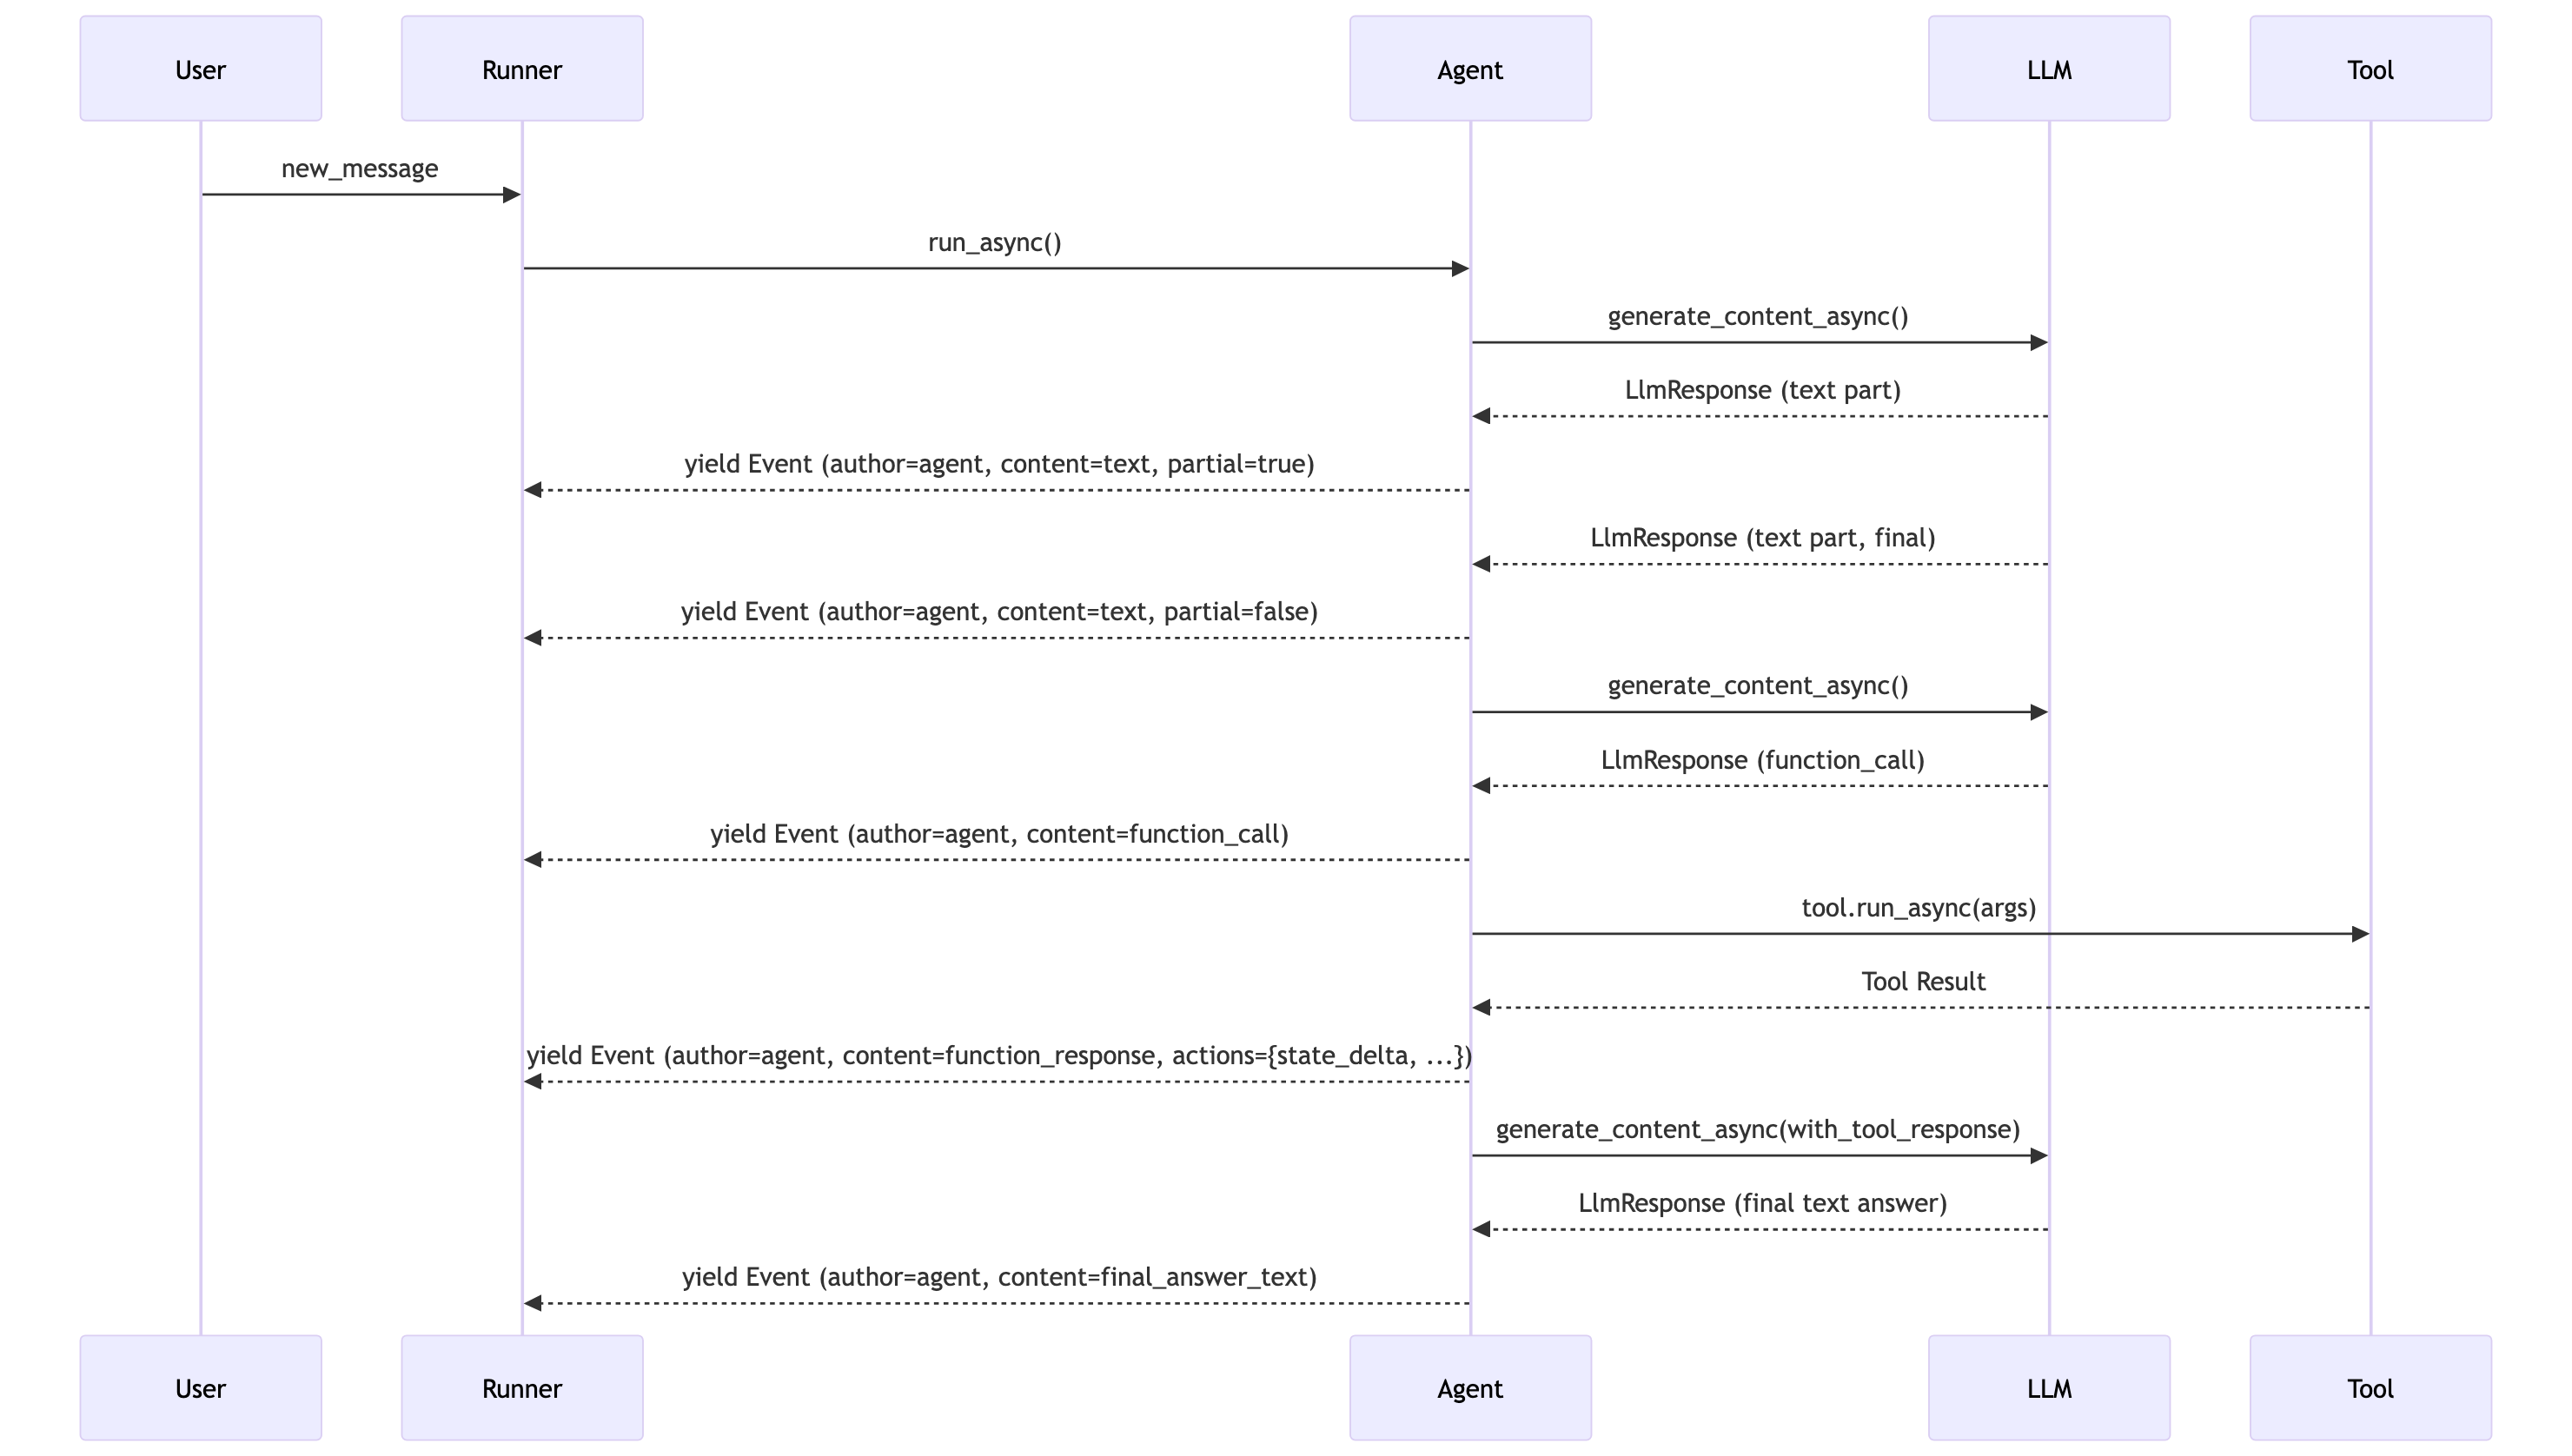 User
Runner
Agent
LLM
Tool
new_message
run_async()
generate_content_async()
LlmResponse (text part)
yield Event (author=agent, content=text, partial=true)
LlmResponse (text part, final)
yield Event (author=agent, content=text, partial=false)
generate_content_async()
LlmResponse (function_call)
yield Event (author=agent, content=function_call)
tool.run_async(args)
Tool Result
yield Event (author=agent, content=function_response, actions={state_delta, ...})
generate_content_async(with_tool_response)
LlmResponse (final text answer)
yield Event (author=agent, content=final_answer_text)
User
Runner
Agent
LLM
Tool